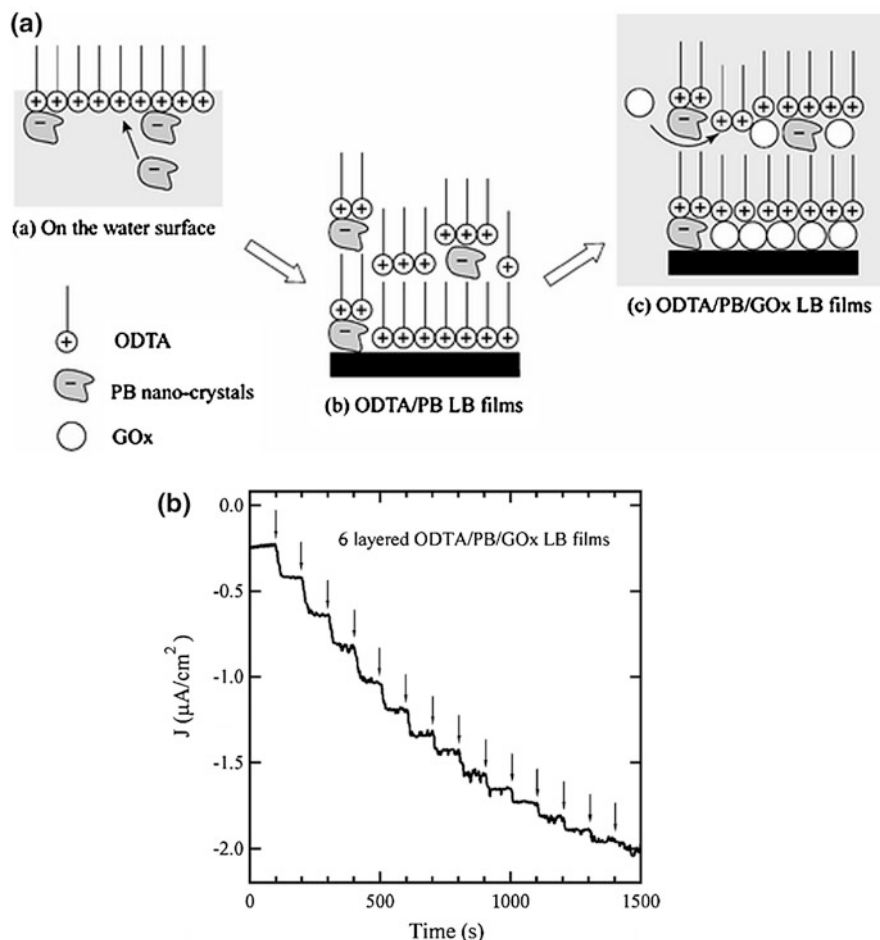 (a)
(a) On the water surface
ODTA
PB nano-crystals
GOx
(b) ODTA/PB LB films
(c) ODTA/PB/GOx LB films
(b)
6 layered ODTA/PB/GOx LB films
J (μA/cm²)
0.0
-0.5
-1.0
-1.5
-2.0
0 500 1000 1500
Time (s)